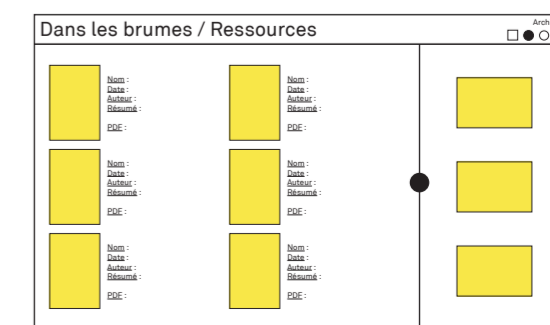 Dans les brumes / Ressources
Arch
Nom :
Date :
Auteur :
Résumé :
PDF :
Nom :
Date :
Auteur :
Résumé :
PDF :
Nom :
Date :
Auteur :
Résumé :
PDF :
Nom :
Date :
Auteur :
Résumé :
PDF :
Nom :
Date :
Auteur :
Résumé :
PDF :
Nom :
Date :
Auteur :
Résumé :
PDF :